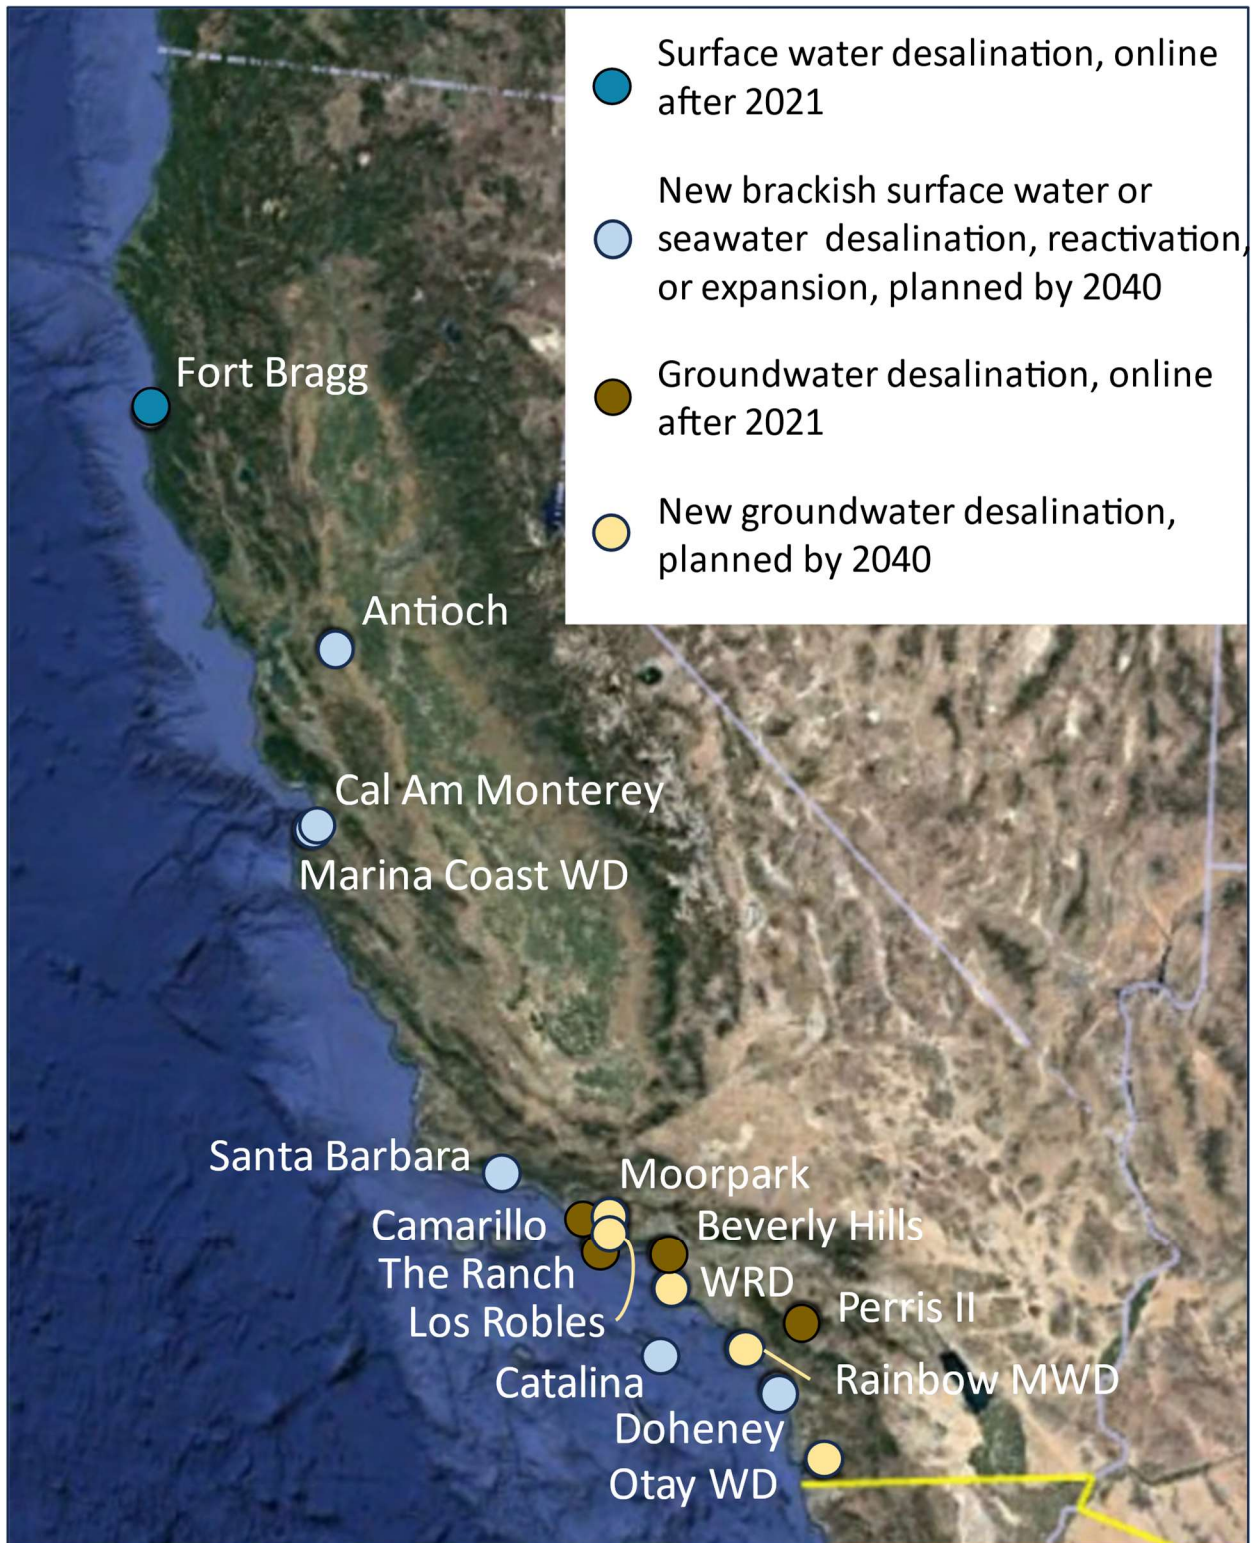 Surface water desalination, online
after 2021
New brackish surface water or
seawater desalination, reactivation,
or expansion, planned by 2040
Groundwater desalination, online
after 2021
New groundwater desalination,
planned by 2040
Fort Bragg
Antioch
Cal Am Monterey
Marina Coast WD
Santa Barbara
Moorpark
Camarillo
Beverly Hills
The Ranch
WRD
Los Robles
Perris II
Catalina
Rainbow MWD
Doheney
Otay WD